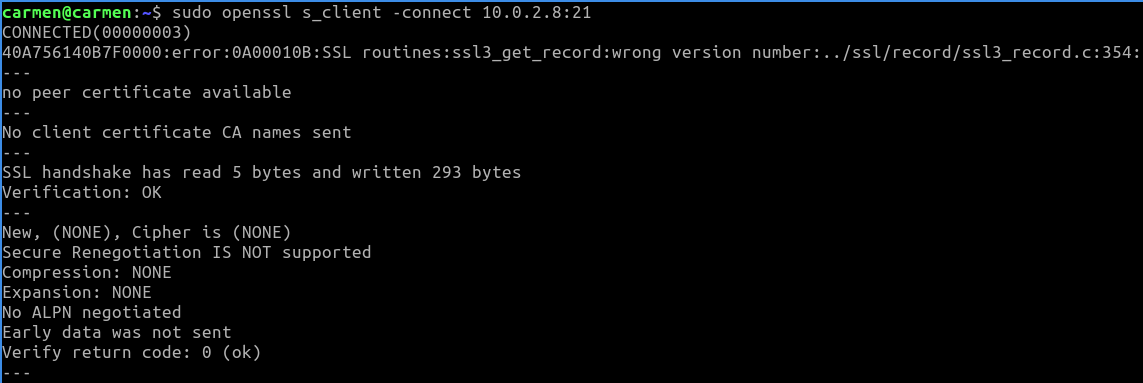 carmen@carmen:~$ sudo openssl s_client -connect 10.0.2.8:21
CONNECTED(00000003)
40A756140B7F0000:error:0A00010B:SSL routines:ssl3_get_record:wrong version number:../ssl/record/ssl3_record.c:354:
---
no peer certificate available
---
No client certificate CA names sent
---
SSL handshake has read 5 bytes and written 293 bytes
Verification: OK
---
New, (NONE), Cipher is (NONE)
Secure Renegotiation IS NOT supported
Compression: NONE
Expansion: NONE
No ALPN negotiated
Early data was not sent
Verify return code: 0 (ok)
---